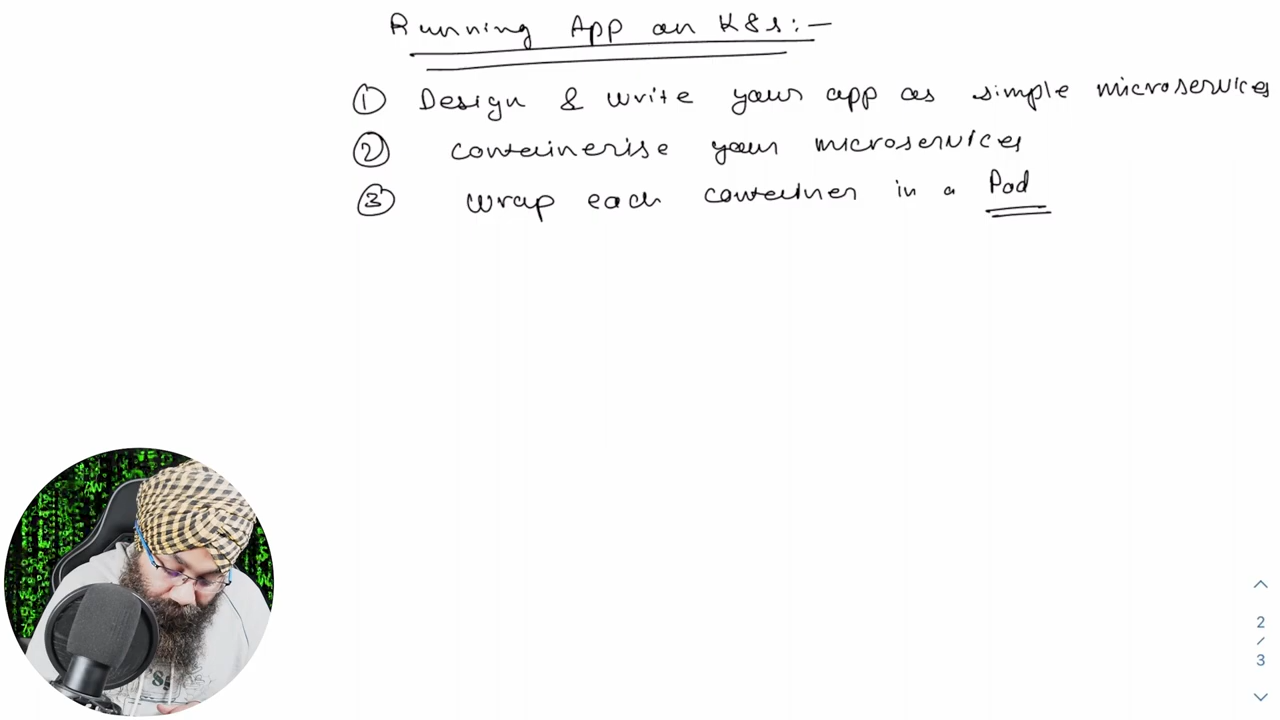 Running App on K8s:-
① Design & write your app as simple microservices
② Containerise your microservices
③ Wrap each container in a Pod
2
/
3